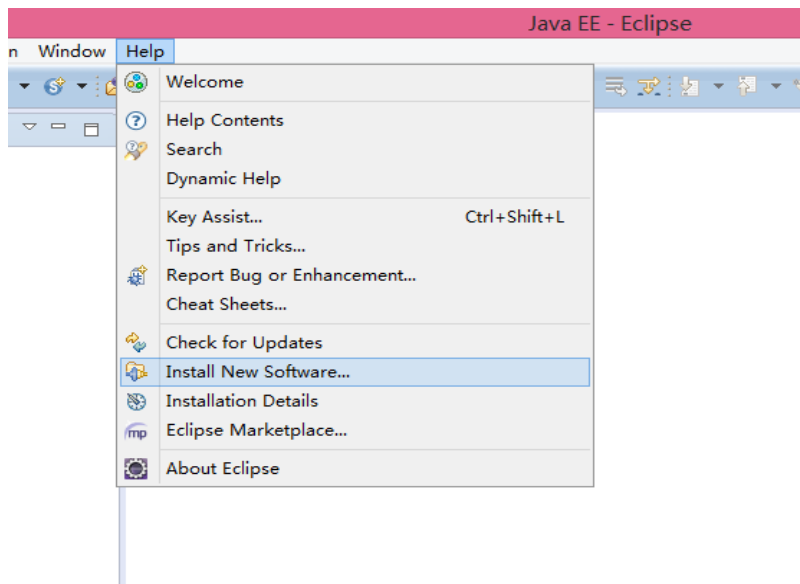 Java EE - Eclipse
n Window Help
Welcome
Help Contents
Search
Dynamic Help
Key Assist... Ctrl+Shift+L
Tips and Tricks...
Report Bug or Enhancement...
Cheat Sheets...
Check for Updates
Install New Software...
Installation Details
mp Eclipse Marketplace...
About Eclipse